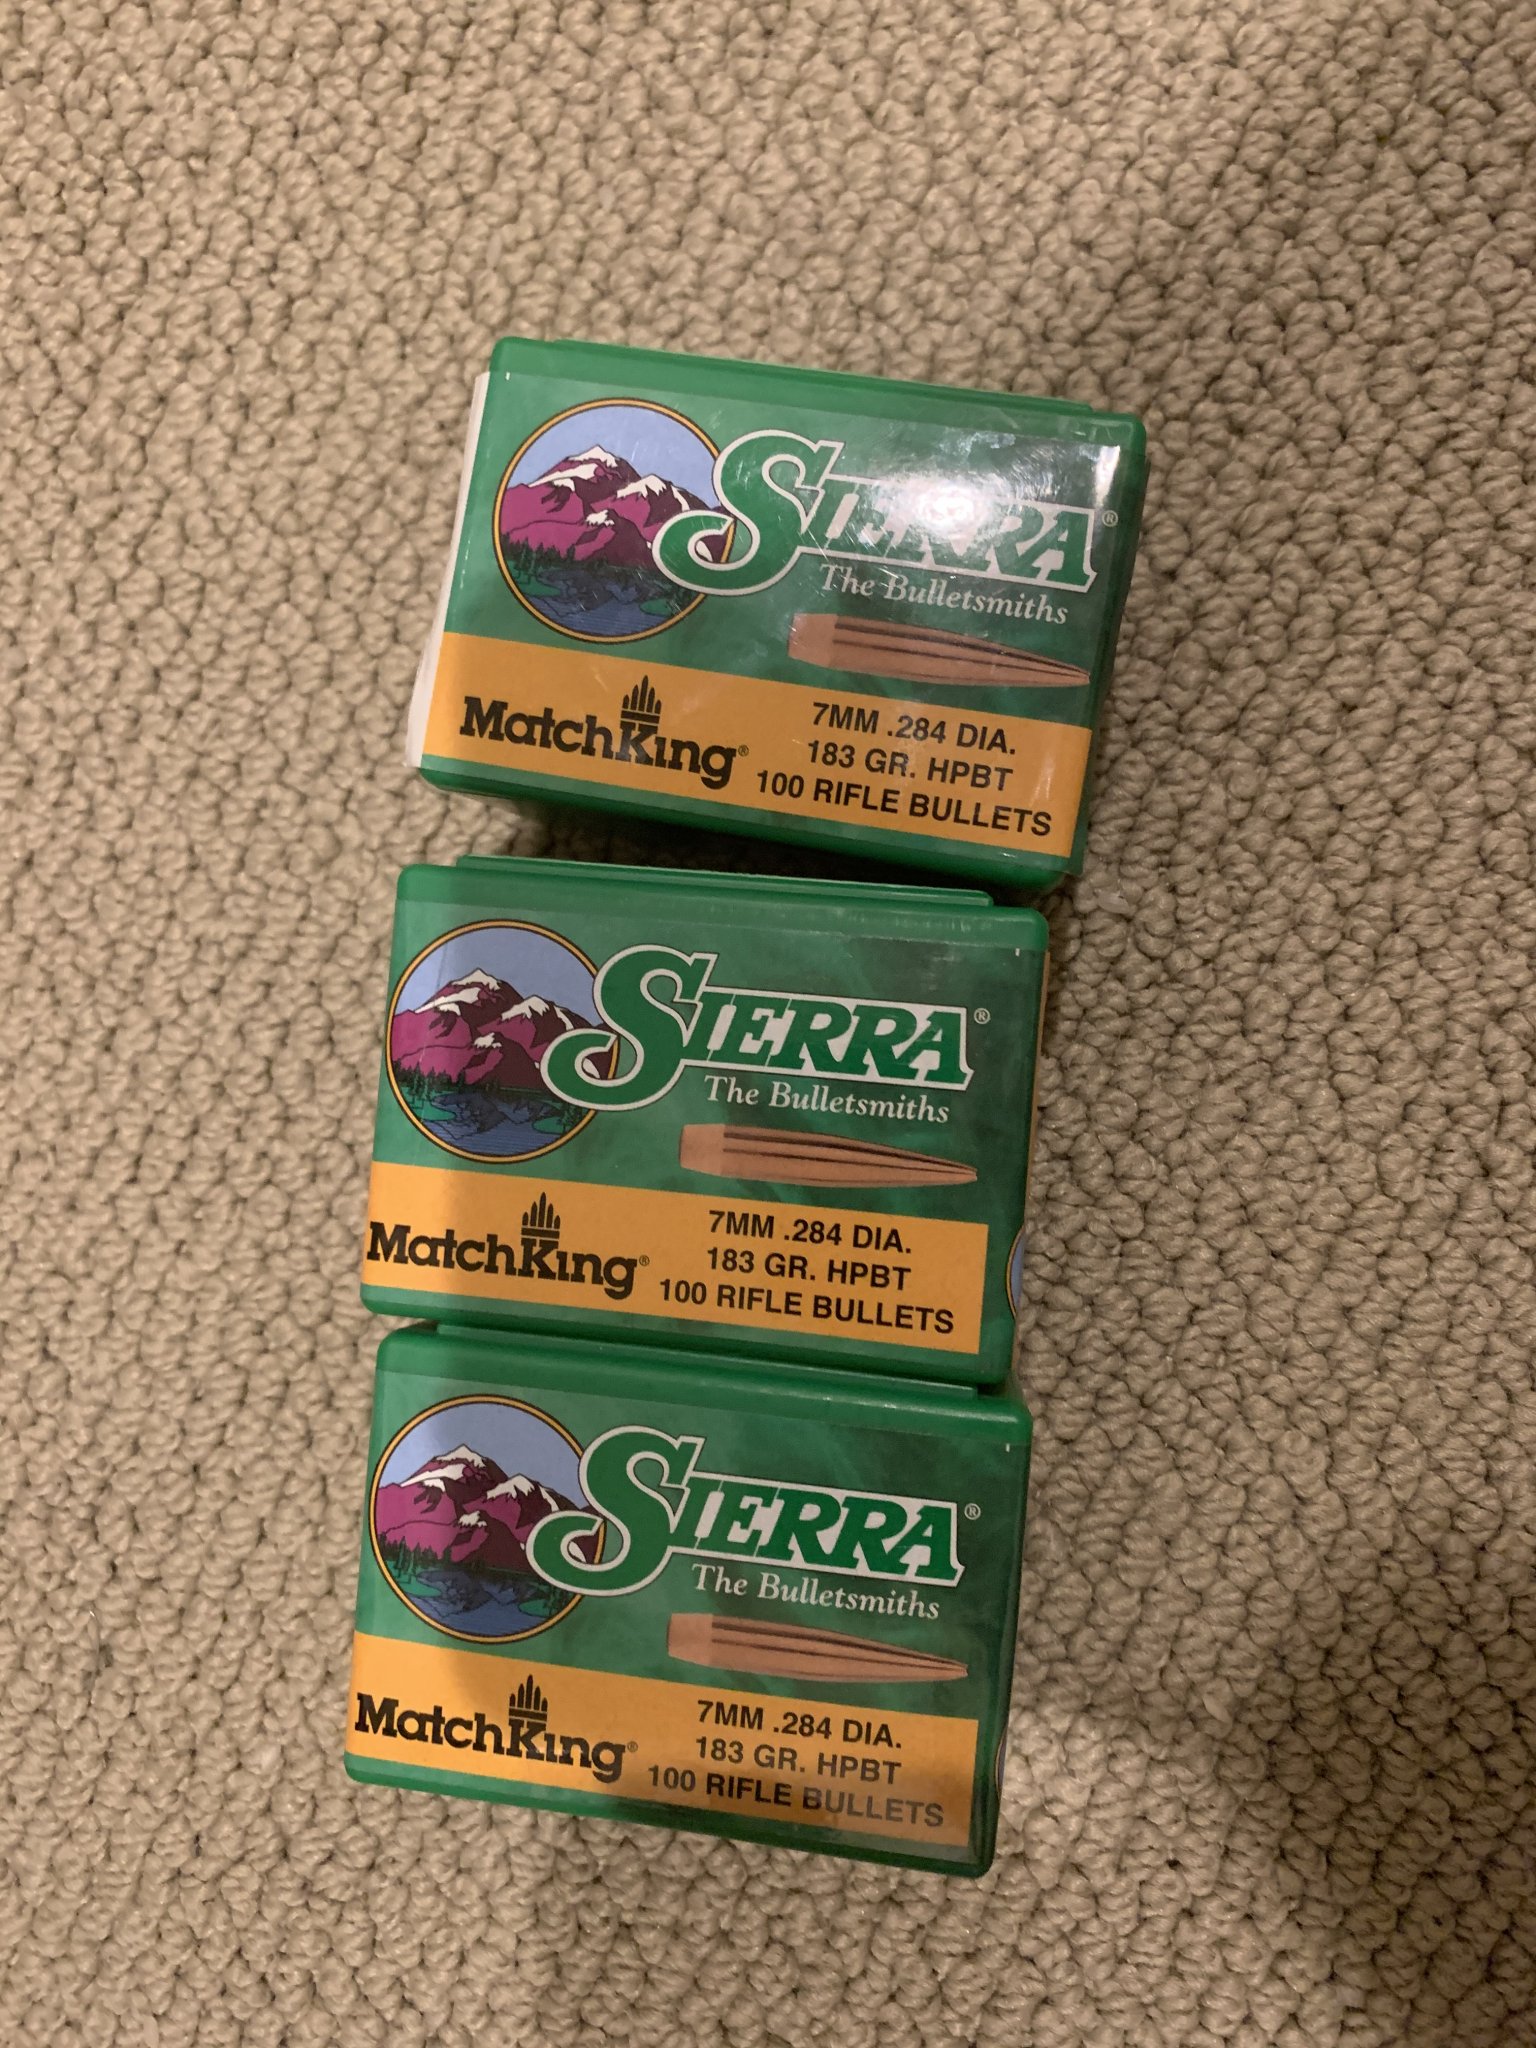 SIERRA®
The Bulletsmiths
MatchKing®
7MM .284 DIA.
183 GR. HPBT
100 RIFLE BULLETS
SIERRA®
The Bulletsmiths
MatchKing®
7MM .284 DIA.
183 GR. HPBT
100 RIFLE BULLETS
SIERRA®
The Bulletsmiths
MatchKing®
7MM .284 DIA.
183 GR. HPBT
100 RIFLE BULLETS